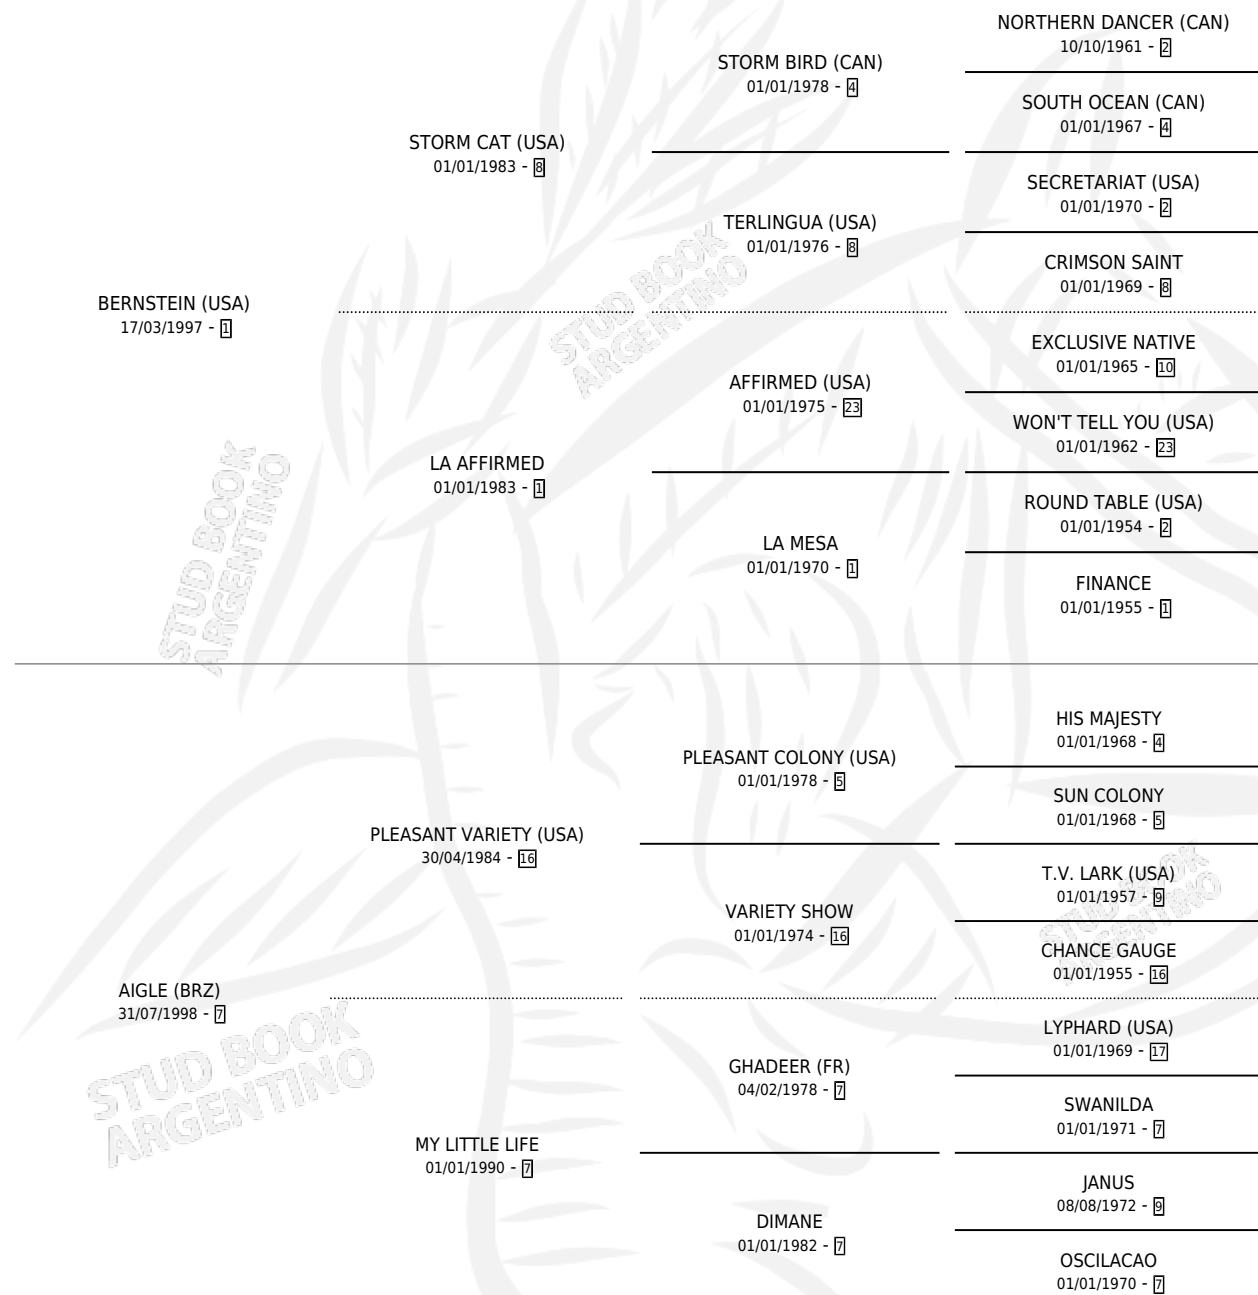 NORTHERN DANCER (CAN)
10/10/1961 - 2
STORM BIRD (CAN)
01/01/1978 - 4
SOUTH OCEAN (CAN)
01/01/1967 - 4
STORM CAT (USA)
01/01/1983 - 8
SECRETARIAT (USA)
01/01/1970 - 2
TERLINGUA (USA)
01/01/1976 - 8
CRIMSON SAINT
01/01/1969 - 8
BERNSTEIN (USA)
17/03/1997 - 1
EXCLUSIVE NATIVE
01/01/1965 - 10
AFFIRMED (USA)
01/01/1975 - 23
WON'T TELL YOU (USA)
01/01/1962 - 23
LA AFFIRMED
01/01/1983 - 1
ROUND TABLE (USA)
01/01/1954 - 2
LA MESA
01/01/1970 - 1
FINANCE
01/01/1955 - 1
HIS MAJESTY
01/01/1968 - 4
PLEASANT COLONY (USA)
01/01/1978 - 5
SUN COLONY
01/01/1968 - 5
PLEASANT VARIETY (USA)
30/04/1984 - 16
T.V. LARK (USA)
01/01/1957 - 9
VARIETY SHOW
01/01/1974 - 16
CHANCE GAUGE
01/01/1955 - 16
AIGLE (BRZ)
31/07/1998 - 7
LYPHARD (USA)
01/01/1969 - 17
GHADEER (FR)
04/02/1978 - 7
SWANILDA
01/01/1971 - 7
MY LITTLE LIFE
01/01/1990 - 7
JANUS
08/08/1972 - 9
DIMANE
01/01/1982 - 7
OSCILACAO
01/01/1970 - 7
STUD BOOK
ARGENTINO
STUD BOOK
ARGENTINO
STUD BOOK
ARGENTINO
STUD BOOK
ARGENTINO